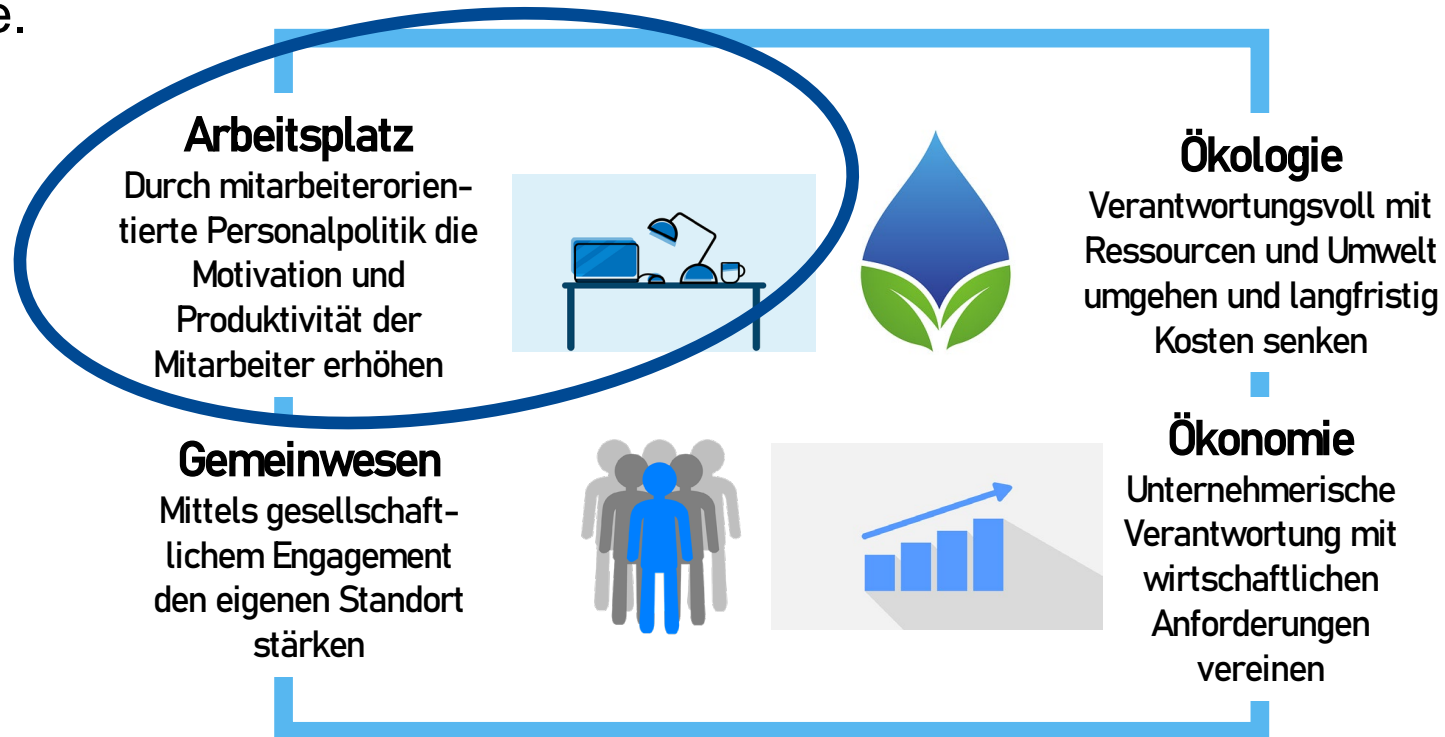 e.
Arbeitsplatz
Durch mitarbeiterorien-
tierte Personalpolitik die
Motivation und
Produktivität der
Mitarbeiter erhöhen
Ökologie
Verantwortungsvoll mit
Ressourcen und Umwelt
umgehen und langfristig
Kosten senken
Gemeinwesen
Mittels gesellschaft-
lichem Engagement
den eigenen Standort
stärken
Ökonomie
Unternehmerische
Verantwortung mit
wirtschaftlichen
Anforderungen
vereinen